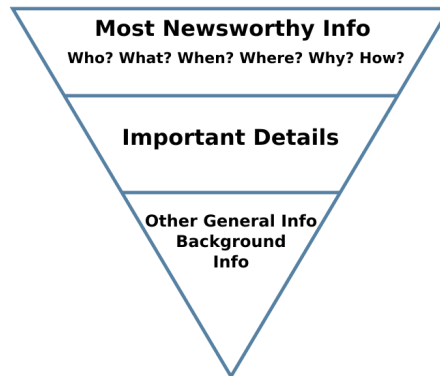 Most Newsworthy Info
Who? What? When? Where? Why? How?
Important Details
Other General Info
Background
Info